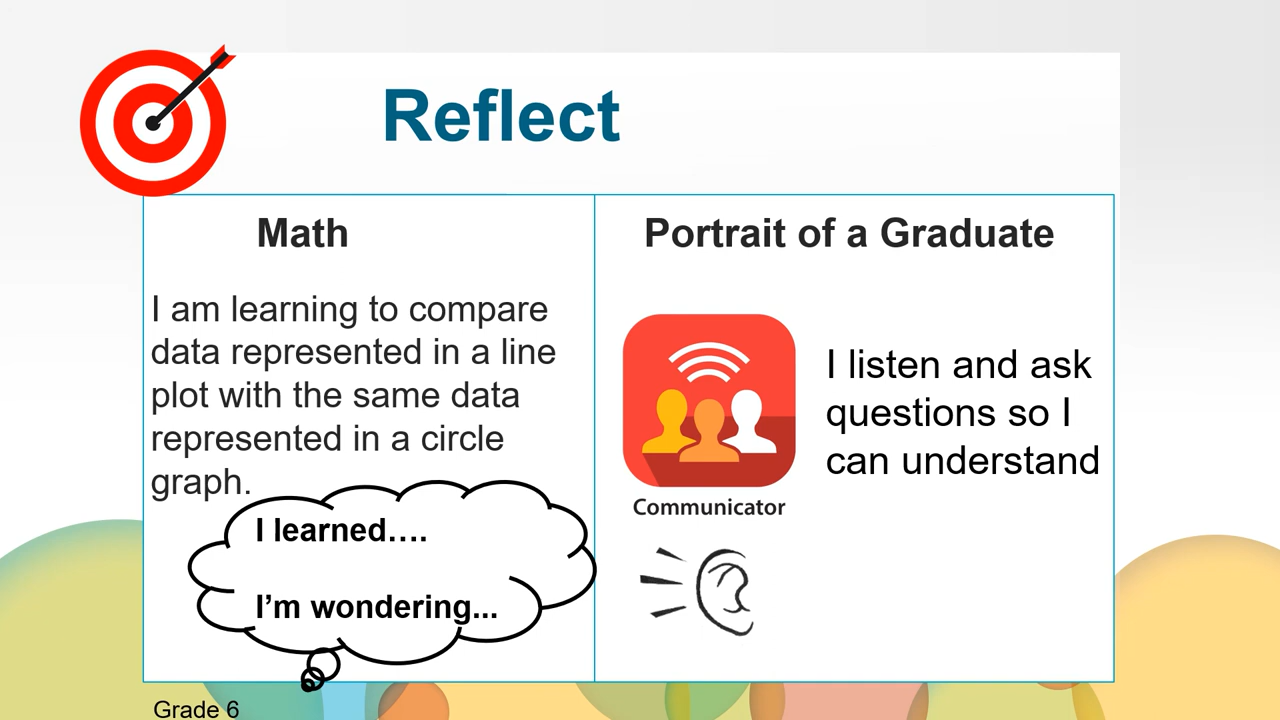 Reflect
Math
I am learning to compare
data represented in a line
plot with the same data
represented in a circle
graph.
I learned….
I’m wondering...
Portrait of a Graduate
Communicator
I listen and ask
questions so I
can understand
Grade 6